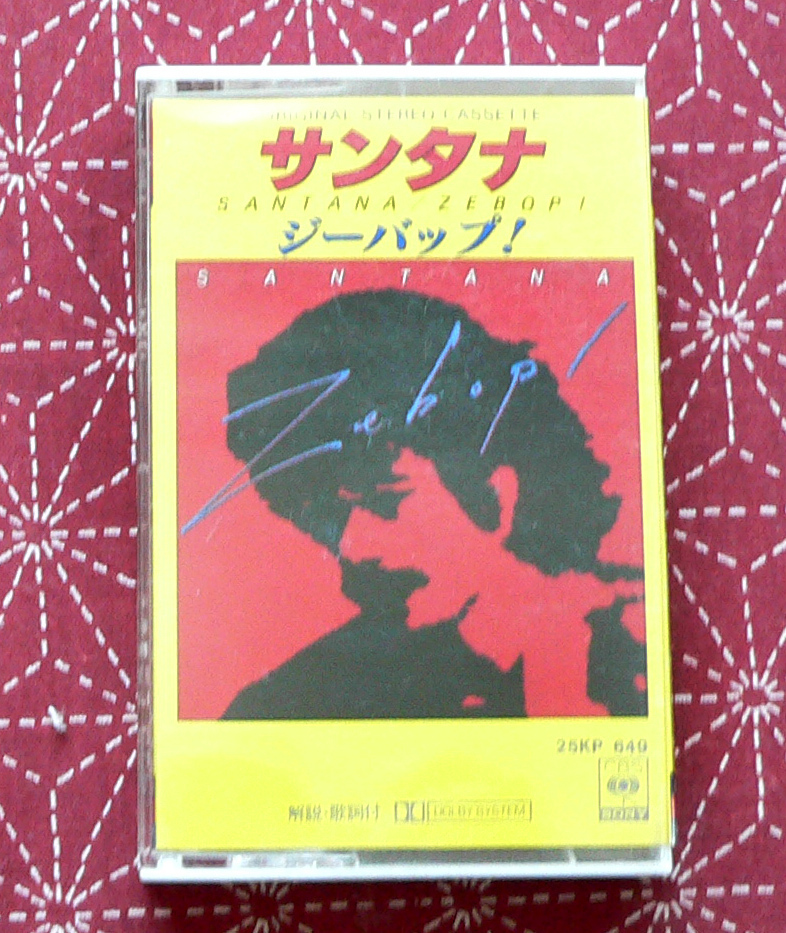 ORIGINAL STEREO CASSETTE
サンタナ
SANTANA / ZEBOP!
ジーバップ!
SANTANA
Zebop!
25KP 649
CBS
SONY
解説・歌詞付 DOLBY SYSTEM